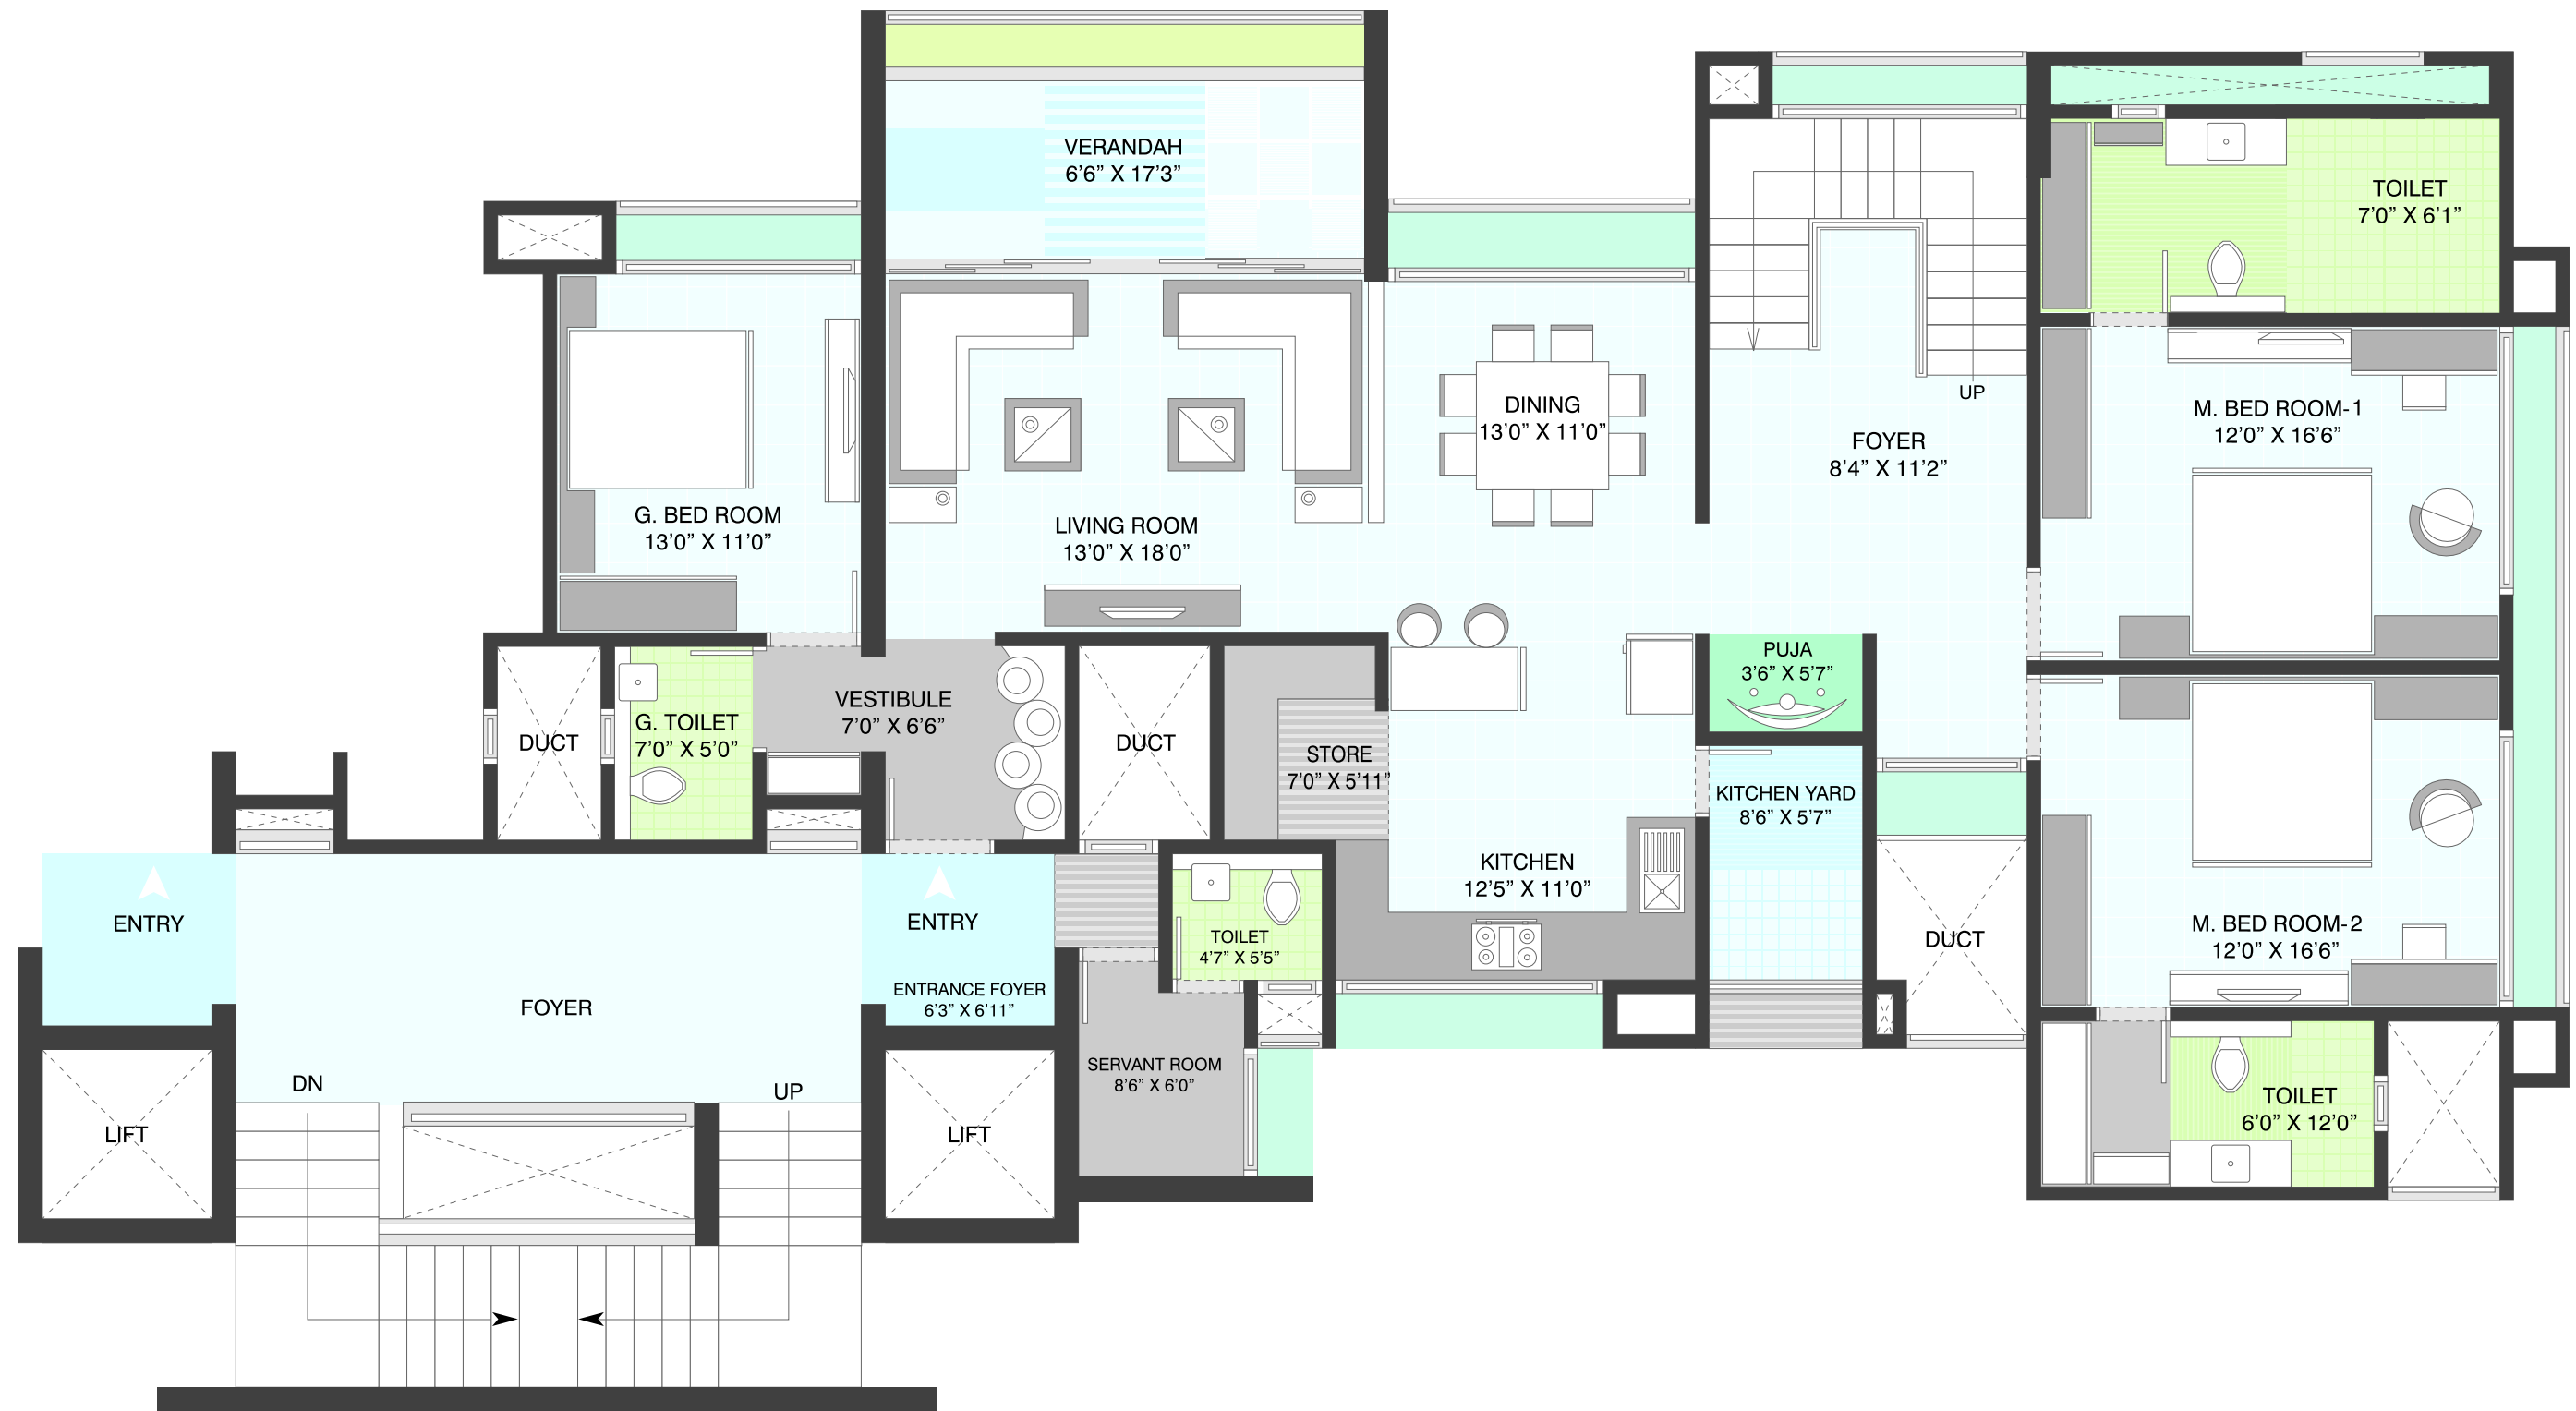 VERANDAH
6’6” X 17’3”
TOILET
7’0” X 6’1”
UP
DINING
13’0” X 11’0”
M. BED ROOM-1
12’0” X 16’6”
FOYER
8’4” X 11’2”
G. BED ROOM
13’0” X 11’0”
LIVING ROOM
13’0” X 18’0”
PUJA
3’6” X 5’7”
VESTIBULE
7’0” X 6’6”
G. TOILET
7’0” X 5’0”
DUCT
DUCT
STORE
7’0” X 5’11”
KITCHEN YARD
8’6” X 5’7”
KITCHEN
12’5” X 11’0”
ENTRY
ENTRY
TOILET
4’7” X 5’5”
DUCT
M. BED ROOM-2
12’0” X 16’6”
ENTRANCE FOYER
6’3” X 6’11”
FOYER
SERVANT ROOM
8’6” X 6’0”
DN
UP
TOILET
6’0” X 12’0”
LIFT
LIFT